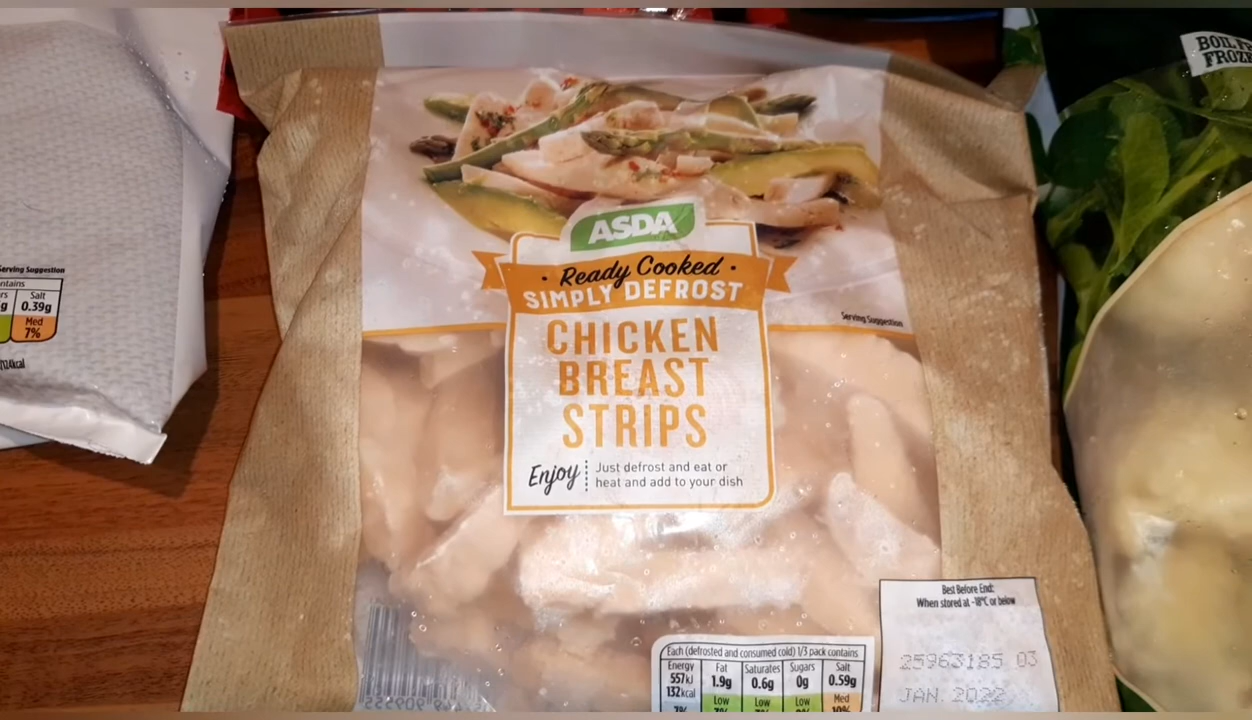 BOIL
FROZE
Serving Suggestion
ntains
Salt
0.39g
Med
7%
ASDA
· Ready Cooked ·
SIMPLY DEFROST
CHICKEN
BREAST
STRIPS
Enjoy
Just defrost and eat or
heat and add to your dish
Serving Suggestion
Best Before End:
When stored at -18°C or below
25963185 03
JAN 2022
Each (defrosted and consumed cold) 1/3 pack contains
Energy Fat Saturates Sugars Salt
557kJ 1.9g 0.6g 0g 0.59g
132kcal Low Low Low Med